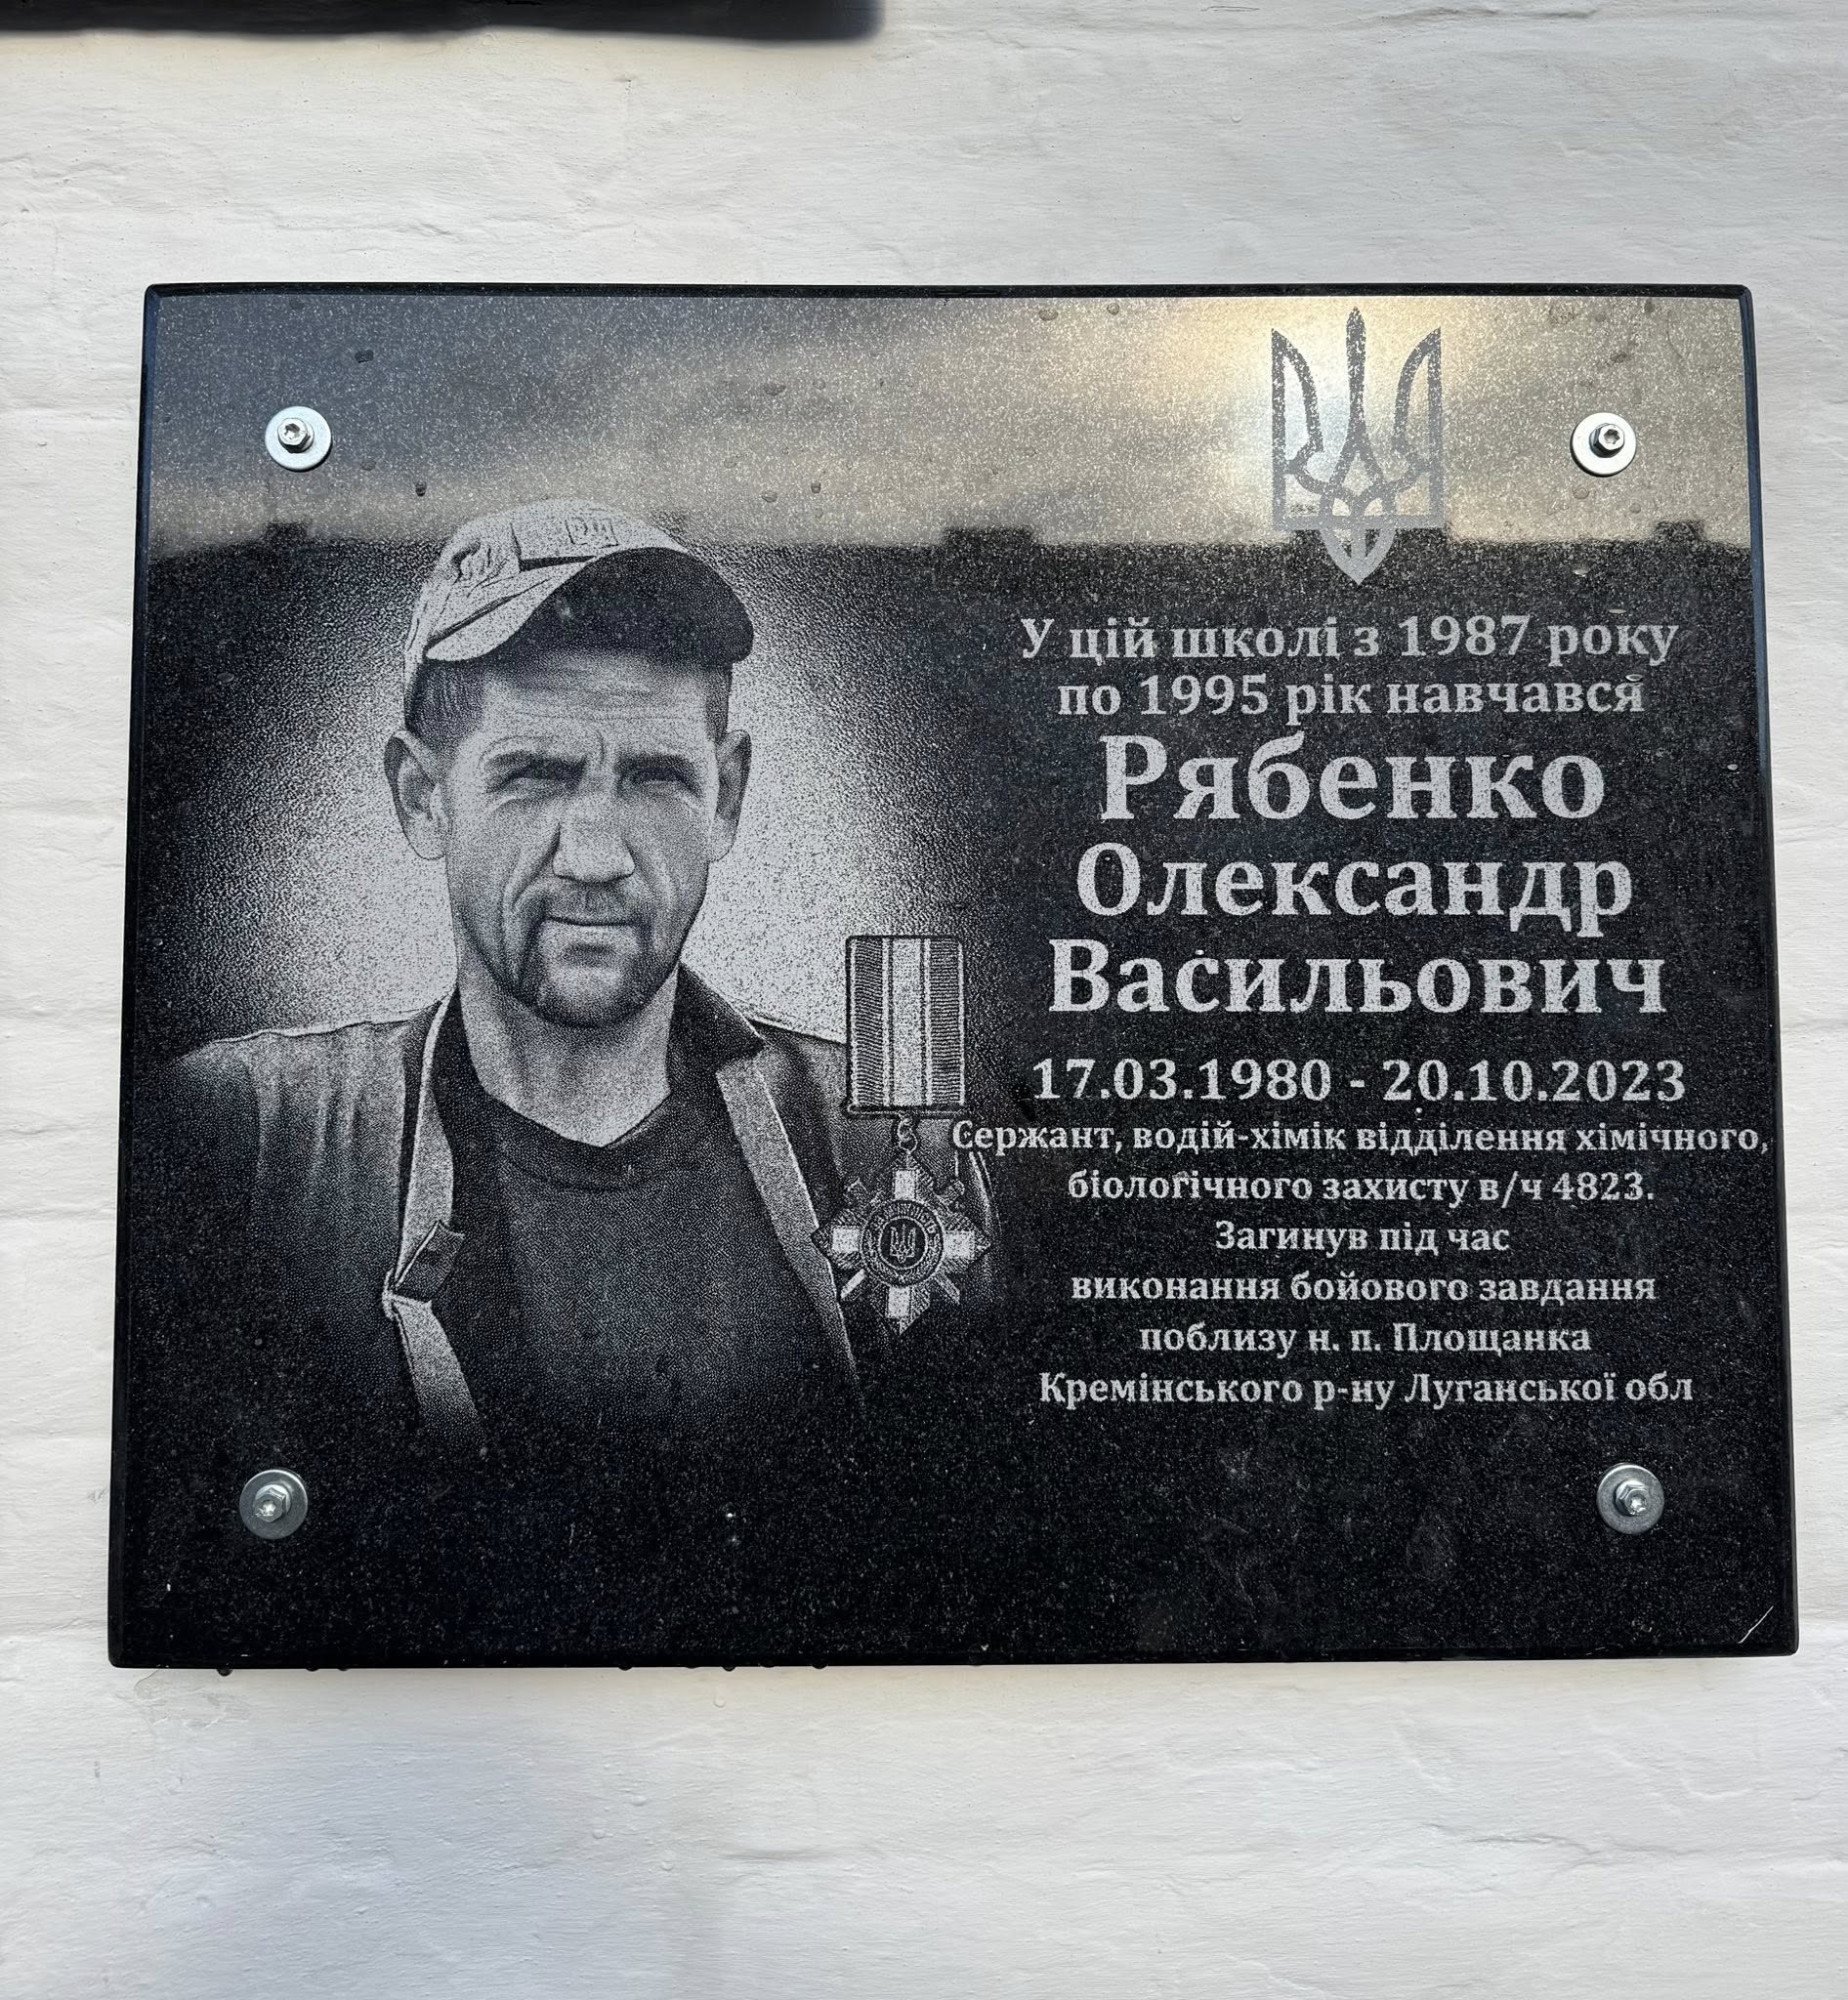 У цій школі з 1987 року
по 1995 рік навчався
Рябенко
Олександр
Васильович
17.03.1980 - 20.10.2023
Сержант, водій-хімік відділення хімічного,
біологічного захисту в/ч 4823.
Загинув під час
виконання бойового завдання
поблизу н. п. Площанка
Кремінського р-ну Луганської обл